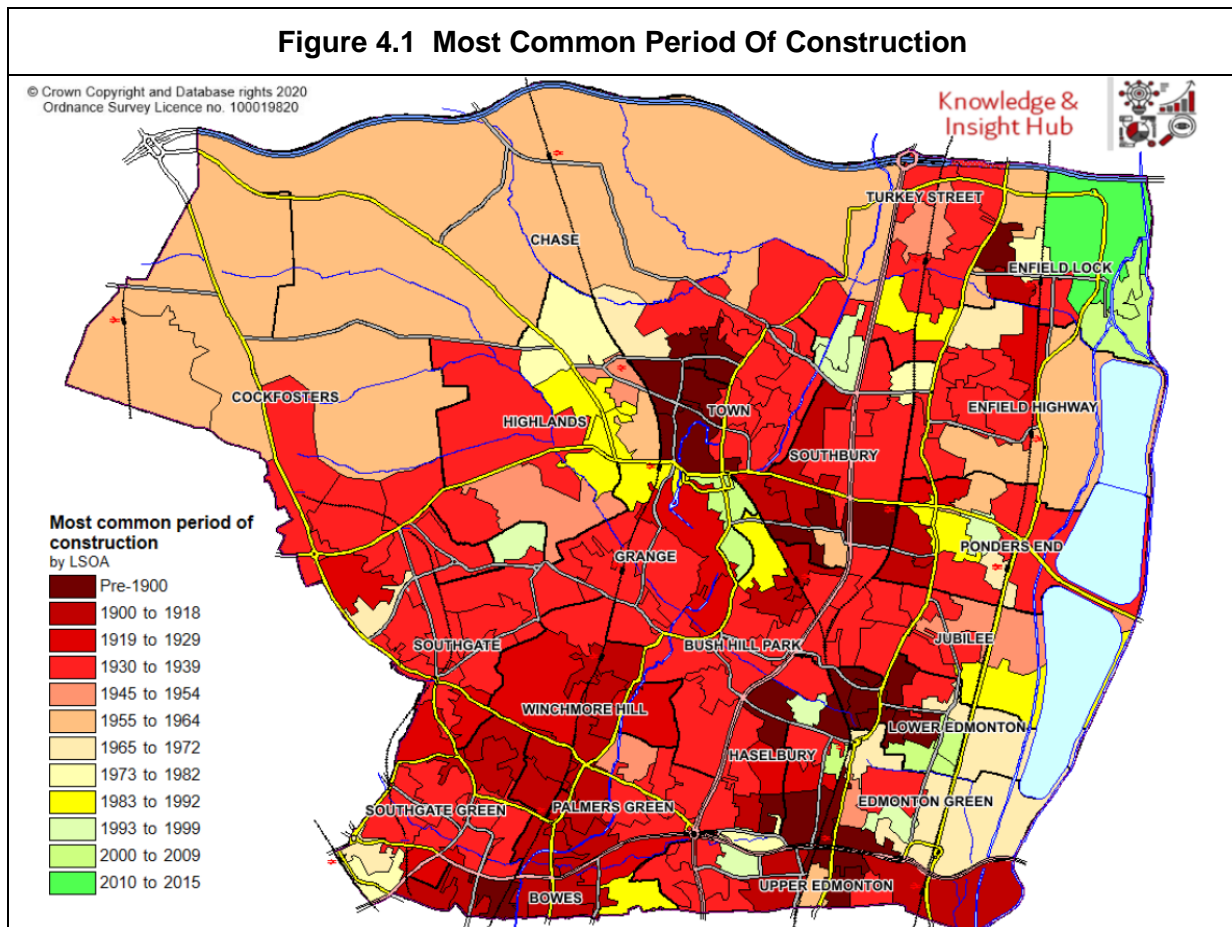 Figure 4.1 Most Common Period Of Construction
© Crown Copyright and Database rights 2020
Ordnance Survey Licence no. 100019820
Knowledge &
Insight Hub
TURKEY STREET
CHASE
ENFIELD LOCK
COCKFOSTERS
HIGHLANDS
TOWN
ENFIELD HIGHWAY
SOUTHBURY
GRANGE
PONDERS END
SOUTHGATE
BUSH HILL PARK
JUBILEE
WINCHMORE HILL
LOWER EDMONTON
HASELBURY
SOUTHGATE GREEN
PALMERS GREEN
EDMONTON GREEN
BOWES
UPPER EDMONTON
Most common period of
construction
by LSOA
Pre-1900
1900 to 1918
1919 to 1929
1930 to 1939
1945 to 1954
1955 to 1964
1965 to 1972
1973 to 1982
1983 to 1992
1993 to 1999
2000 to 2009
2010 to 2015